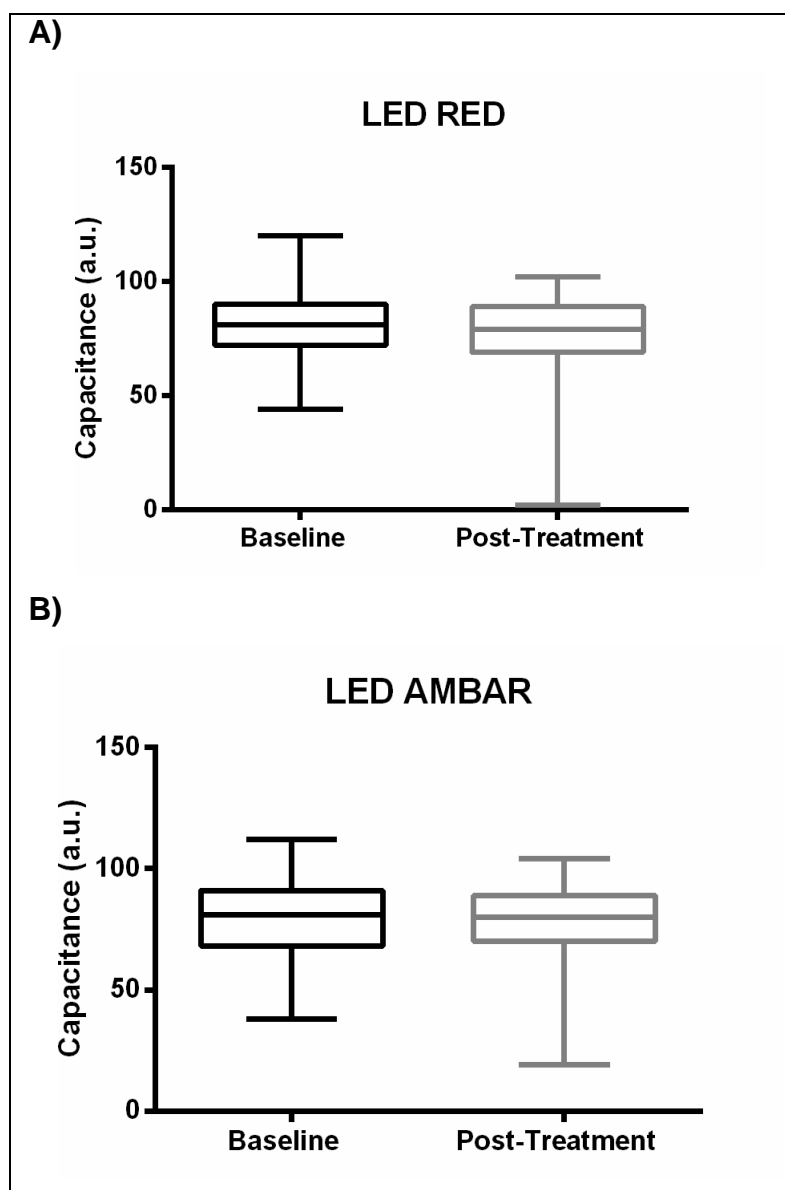 A)
LED RED
150
100
50
0
Capacitance (a.u.)
Baseline Post-Treatment
B)
LED AMBAR
150
100
50
0
Capacitance (a.u.)
Baseline Post-Treatment